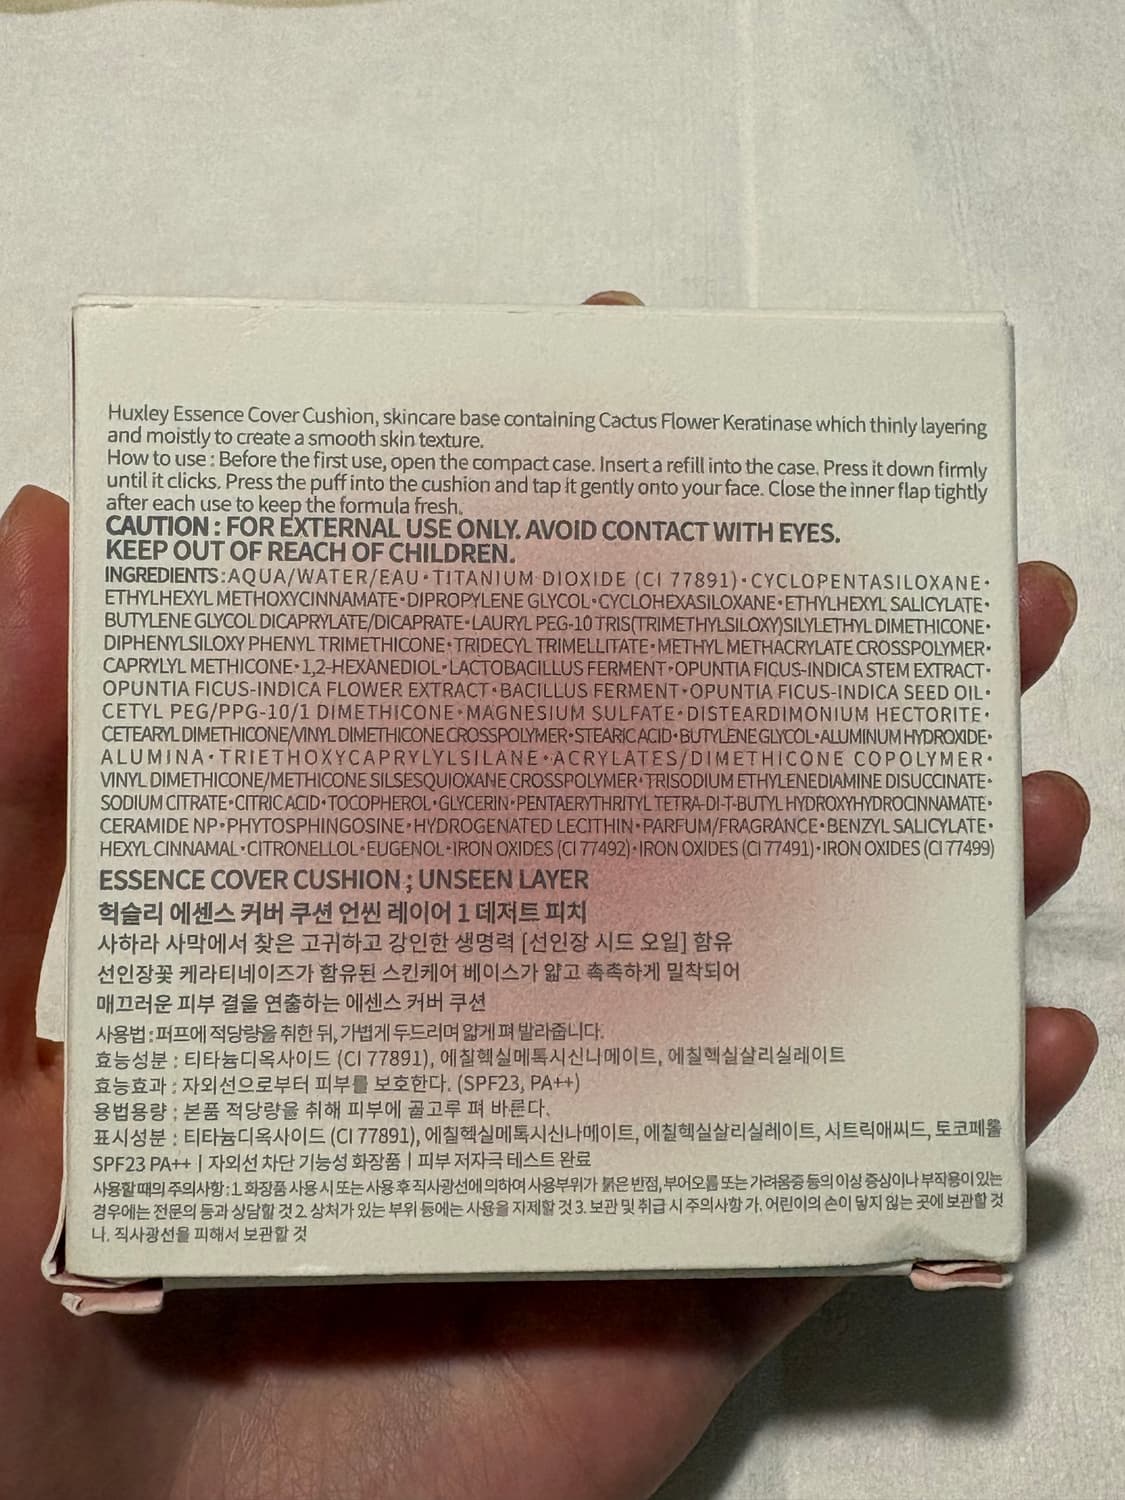 Huxley Essence Cover Cushion, skincare base containing Cactus Flower Keratinase which thinly layering
and moistly to create a smooth skin texture.
How to use : Before the first use, open the compact case. Insert a refill into the case. Press it down firmly
until it clicks. Press the puff into the cushion and tap it gently onto your face. Close the inner flap tightly
after each use to keep the formula fresh.
CAUTION : FOR EXTERNAL USE ONLY. AVOID CONTACT WITH EYES.
KEEP OUT OF REACH OF CHILDREN.
INGREDIENTS : AQUA/WATER/EAU•TITANIUM DIOXIDE (CI 77891)•CYCLOPENTASILOXANE•
ETHYLHEXYL METHOXYCINNAMATE•DIPROPYLENE GLYCOL•CYCLOHEXASILOXANE•ETHYLHEXYL SALICYLATE•
BUTYLENE GLYCOL DICAPRYLATE/DICAPRATE•LAURYL PEG-10 TRIS(TRIMETHYLSILOXY)SILYLETHYL DIMETHICONE•
DIPHENYLSILOXY PHENYL TRIMETHICONE•TRIDECYL TRIMELLITATE•METHYL METHACRYLATE CROSSPOLYMER•
CAPRYLYL METHICONE•1,2-HEXANEDIOL•LACTOBACILLUS FERMENT•OPUNTIA FICUS-INDICA STEM EXTRACT•
OPUNTIA FICUS-INDICA FLOWER EXTRACT•BACILLUS FERMENT•OPUNTIA FICUS-INDICA SEED OIL•
CETYL PEG/PPG-10/1 DIMETHICONE•MAGNESIUM SULFATE•DISTEARDIMONIUM HECTORITE•
CETEARYL DIMETHICONE/VINYL DIMETHICONE CROSSPOLYMER•STEARIC ACID•BUTYLENE GLYCOL•ALUMINUM HYDROXIDE•
ALUMINA•TRIETHOXYCAPRYLYLSILANE•ACRYLATES/DIMETHICONE COPOLYMER•
VINYL DIMETHICONE/METHICONE SILSESQUIOXANE CROSSPOLYMER•TRISODIUM ETHYLENEDIAMINE DISUCCINATE•
SODIUM CITRATE•CITRIC ACID•TOCOPHEROL•GLYCERIN•PENTAERYTHRITYL TETRA-DI-T-BUTYL HYDROXYHYDROCINNAMATE•
CERAMIDE NP•PHYTOSPHINGOSINE•HYDROGENATED LECITHIN•PARFUM/FRAGRANCE•BENZYL SALICYLATE•
HEXYL CINNAMAL•CITRONELLOL•EUGENOL•IRON OXIDES (CI 77492)•IRON OXIDES (CI 77491)•IRON OXIDES (CI 77499)
ESSENCE COVER CUSHION ; UNSEEN LAYER
헉슬리 에센스 커버 쿠션 언씬 레이어 1 데저트 피치
사하라 사막에서 찾은 고귀하고 강인한 생명력 [선인장 시드 오일] 함유
선인장꽃 케라티네이즈가 함유된 스킨케어 베이스가 얇고 촉촉하게 밀착되어
매끄러운 피부 결을 연출하는 에센스 커버 쿠션
사용법 : 퍼프에 적당량을 취한 뒤, 가볍게 두드리며 얇게 펴 발라줍니다.
효능성분 : 티타늄디옥사이드 (CI 77891), 에칠헥실메톡시신나메이트, 에칠헥실살리실레이트
효능효과 : 자외선으로부터 피부를 보호한다. (SPF23, PA++)
용법용량 : 본품 적당량을 취해 피부에 골고루 펴 바른다.
표시성분 : 티타늄디옥사이드 (CI 77891), 에칠헥실메톡시신나메이트, 에칠헥실살리실레이트, 시트릭애씨드, 토코페롤
SPF23 PA++ | 자외선 차단 기능성 화장품 | 피부 저자극 테스트 완료
사용할 때의 주의사항 : 1. 화장품 사용 시 또는 사용 후 직사광선에 의하여 사용부위가 붉은 반점, 부어오름 또는 가려움증 등의 이상 증상이나 부작용이 있는
경우에는 전문의 등과 상담할 것 2. 상처가 있는 부위 등에는 사용을 자제할 것 3. 보관 및 취급 시 주의사항 가. 어린이의 손이 닿지 않는 곳에 보관할 것
나. 직사광선을 피해서 보관할 것